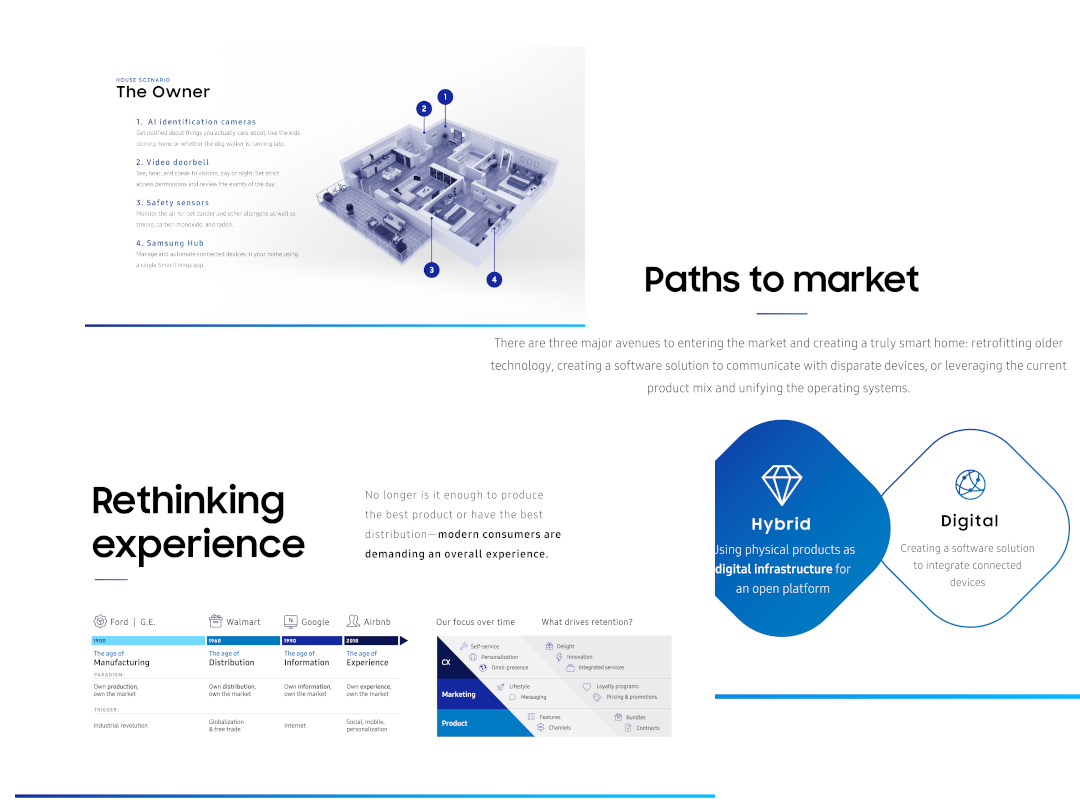 HOUSE SCENARIO
The Owner
1. AI identification cameras
Get notified about things you actually care about, like the kids
coming home or whether the dog walker is running late.
2. Video doorbell
See, hear, and speak to visitors, day or night. Set strict
access permissions and review the events of the day.
3. Safety sensors
Monitor the air for pet dander and other allergens as well as
smoke, carbon monoxide, and radon.
4. Samsung Hub
Manage and automate connected devices in your home using
a single SmartThings app.
1
2
3
4
Paths to market
There are three major avenues to entering the market and creating a truly smart home: retrofitting older
technology, creating a software solution to communicate with disparate devices, or leveraging the current
product mix and unifying the operating systems.
Hybrid
Using physical products as
digital infrastructure for
an open platform
Digital
Creating a software solution
to integrate connected
devices
Rethinking
experience
No longer is it enough to produce
the best product or have the best
distribution—modern consumers are
demanding an overall experience.
Ford | G.E.
Walmart
Google
Airbnb
1900
1960
1990
2010
The age of
Manufacturing
The age of
Distribution
The age of
Information
The age of
Experience
PARADIGM:
Own production,
own the market
Own distribution,
own the market
Own information,
own the market
Own experience,
own the market
TRIGGER:
Industrial revolution
Globalization
& free trade
Internet
Social, mobile,
personalization
Our focus over time
What drives retention?
CX
Self-service
Personalization
Omni-presence
Delight
Innovation
Integrated services
Marketing
Lifestyle
Messaging
Loyalty programs
Pricing & promotions
Product
Features
Channels
Bundles
Contracts